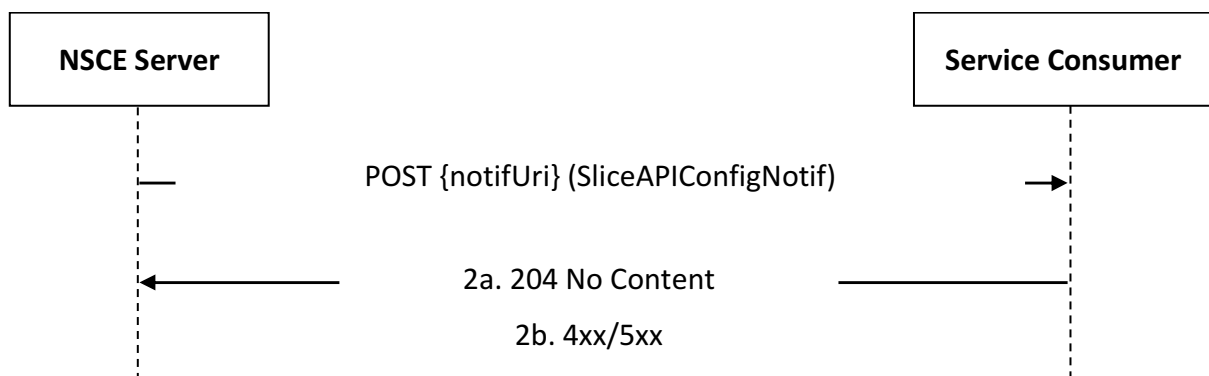 NSCE Server
Service Consumer
POST {notifUri} (SliceAPIConfigNotif)
2a. 204 No Content
2b. 4xx/5xx